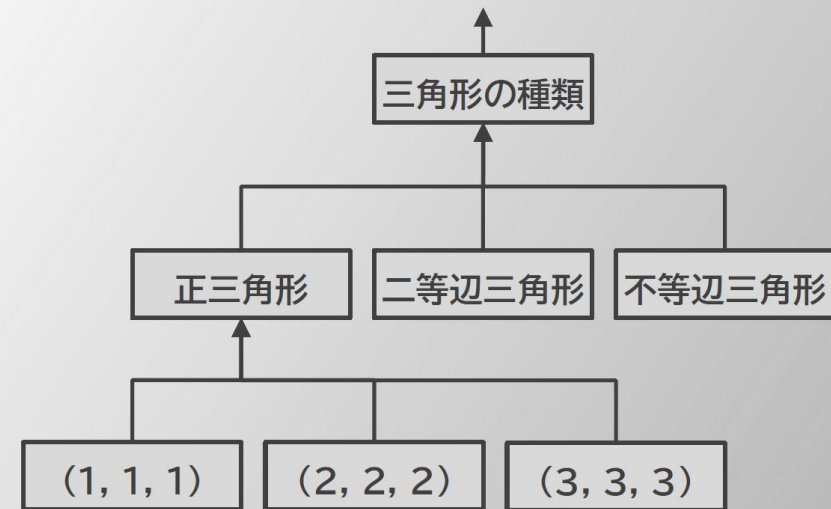 三角形の種類
正三角形
二等辺三角形
不等辺三角形
(1, 1, 1)
(2, 2, 2)
(3, 3, 3)